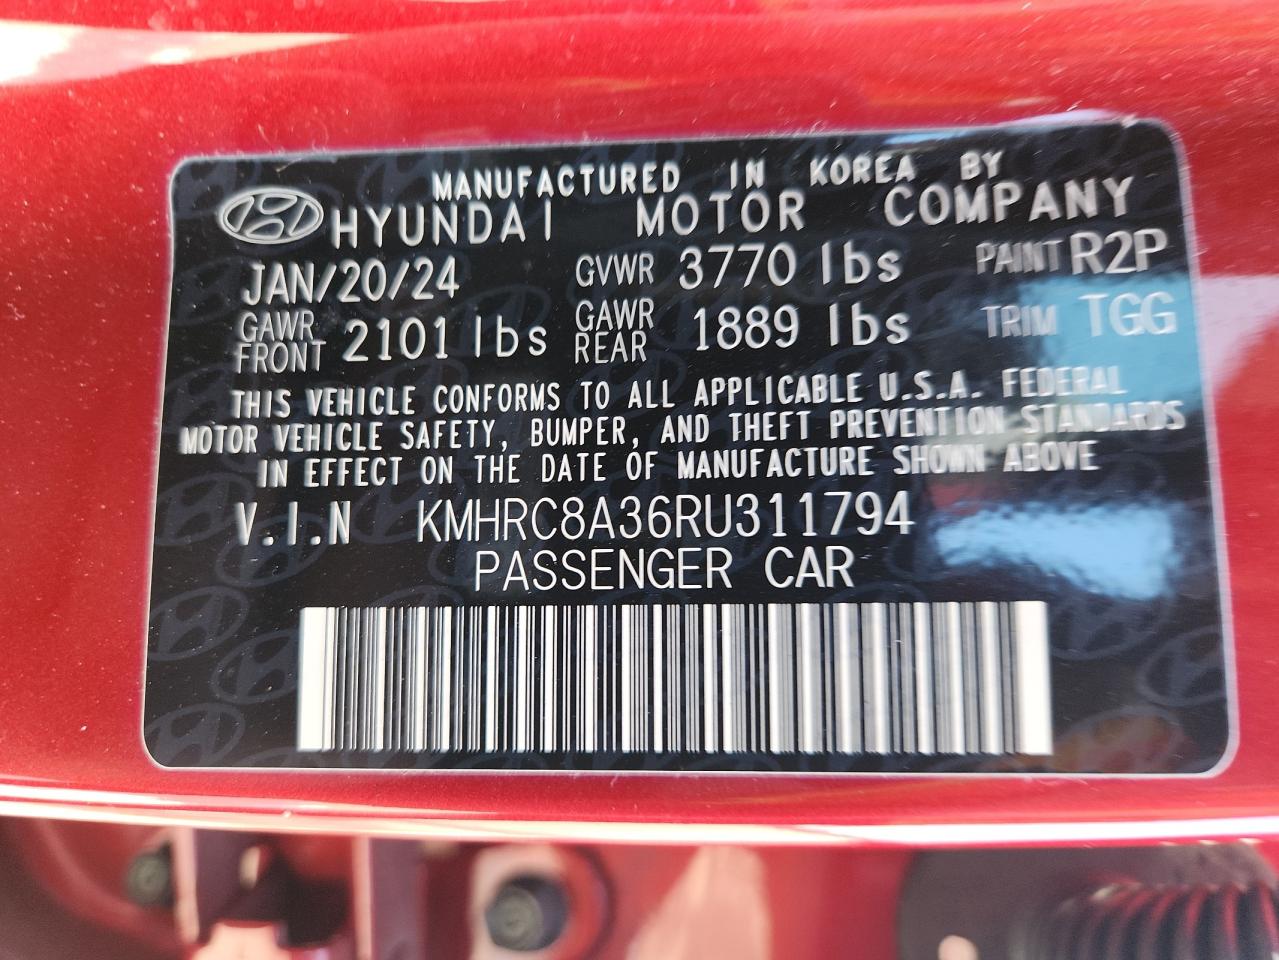 MANUFACTURED IN KOREA BY
HYUNDAI MOTOR COMPANY
JAN/20/24 GVWR 3770 lbs PAINT R2P
GAWR FRONT 2101 lbs GAWR REAR 1889 lbs TRIM TGG
THIS VEHICLE CONFORMS TO ALL APPLICABLE U.S.A. FEDERAL
MOTOR VEHICLE SAFETY, BUMPER, AND THEFT PREVENTION STANDARDS
IN EFFECT ON THE DATE OF MANUFACTURE SHOWN ABOVE
V.I.N KMHRC8A36RU311794
PASSENGER CAR